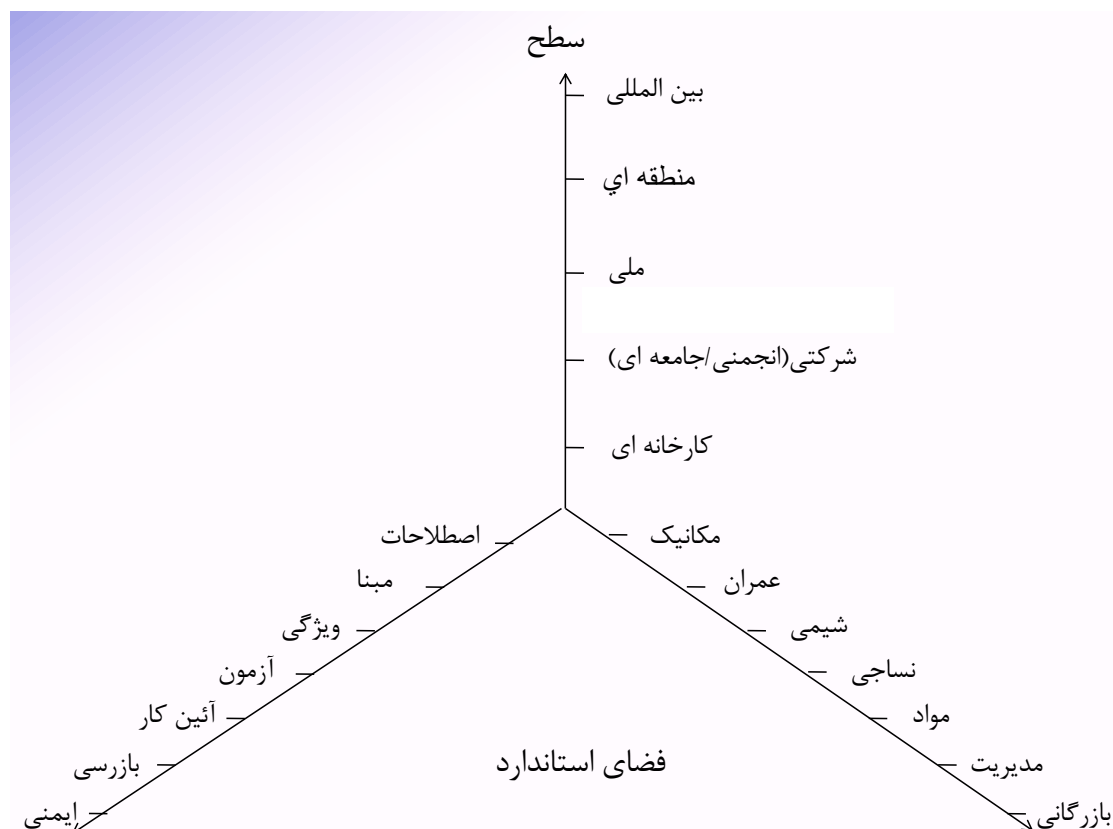 سطح
بین المللی
منطقه اي
ملی
شرکتی(انجمنی/جامعه ای)
کارخانه ای
مکانیک
عمران
شیمی
نساجی
مواد
مدیریت
بازرگانی
اصطلاحات
مبنا
ویژگی
آزمون
آئین کار
بازرسی
ایمنی
فضای استاندارد